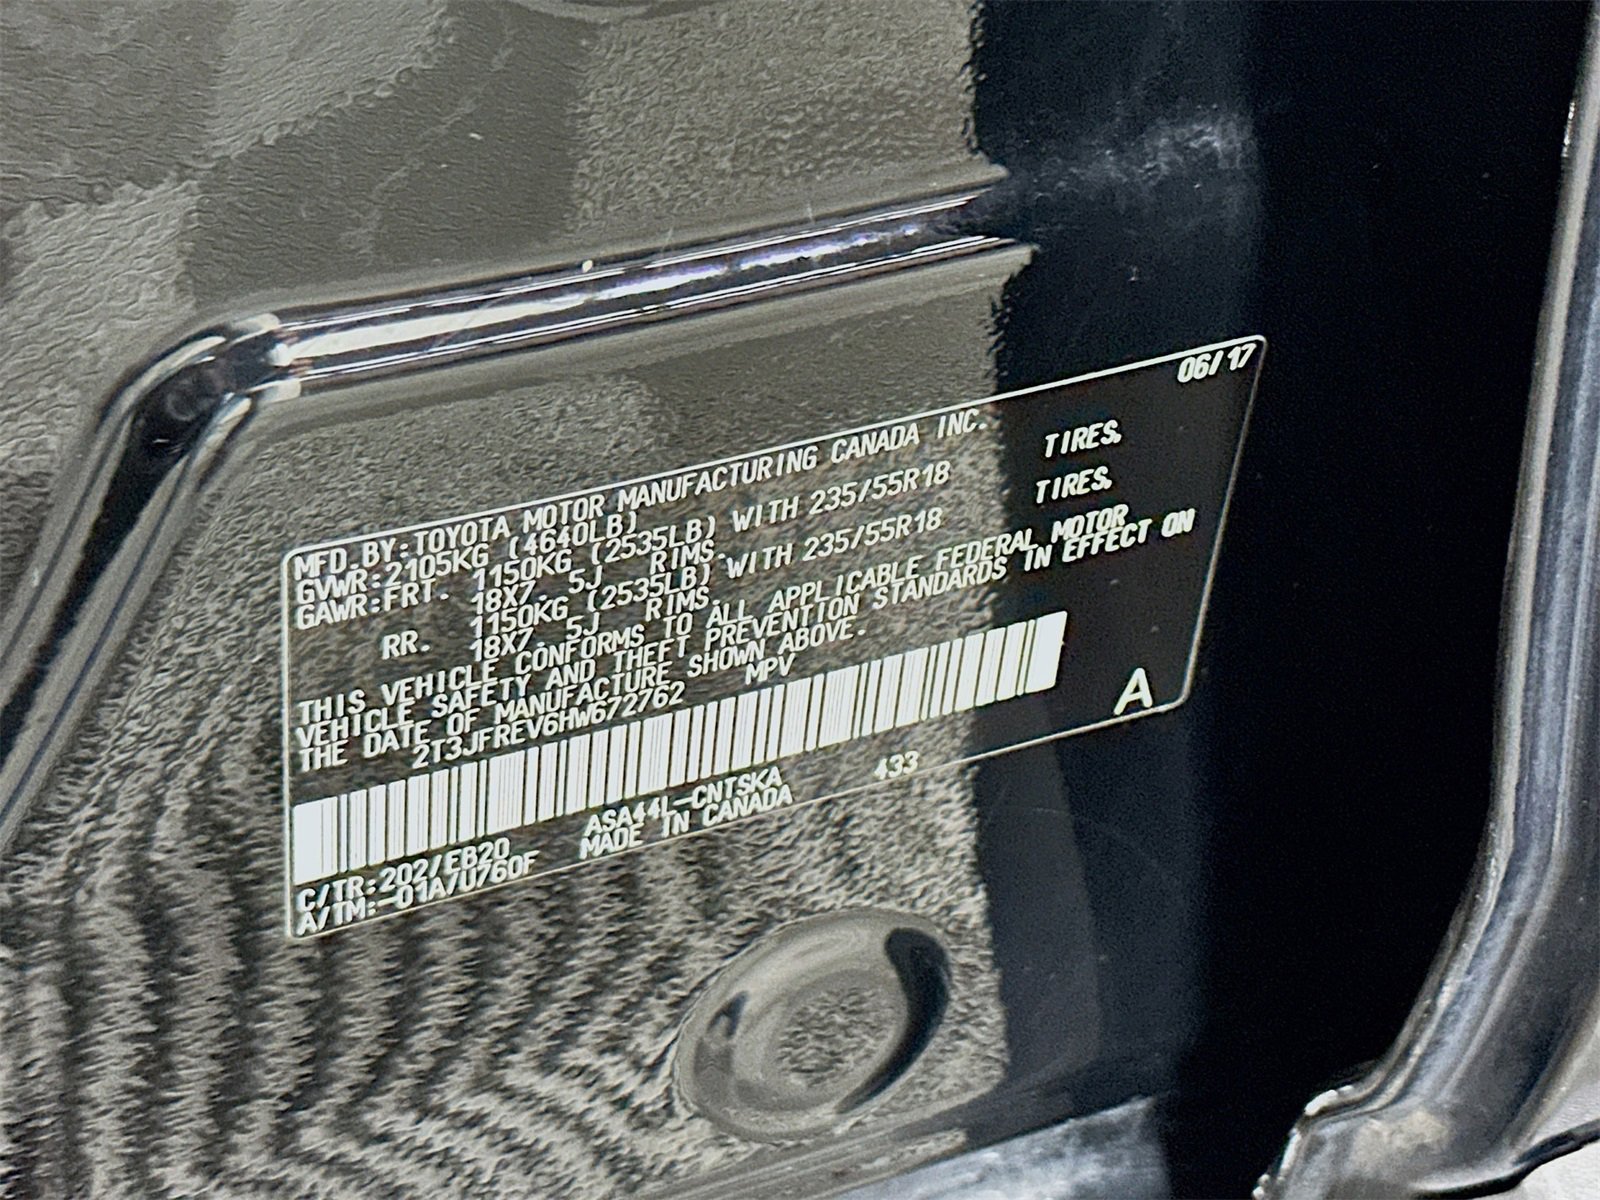 06/17
MFD. BY: TOYOTA MOTOR MANUFACTURING CANADA INC.
GVWR: 2105KG (4640LB)
GAWR: FRT. 1150KG (2535LB) WITH 235/55R18 TIRES,
18X7. 5J RIMS.
RR. 1150KG (2535LB) WITH 235/55R18 TIRES,
18X7. 5J RIMS.
THIS VEHICLE CONFORMS TO ALL APPLICABLE FEDERAL MOTOR
VEHICLE SAFETY AND THEFT PREVENTION STANDARDS IN EFFECT ON
THE DATE OF MANUFACTURE SHOWN ABOVE.
2T3JFREV6HW672762 MPV
A
C/TR: 202/EB20 ASA44L-CNTSKA 433
A/TM: -01A/U760F MADE IN CANADA